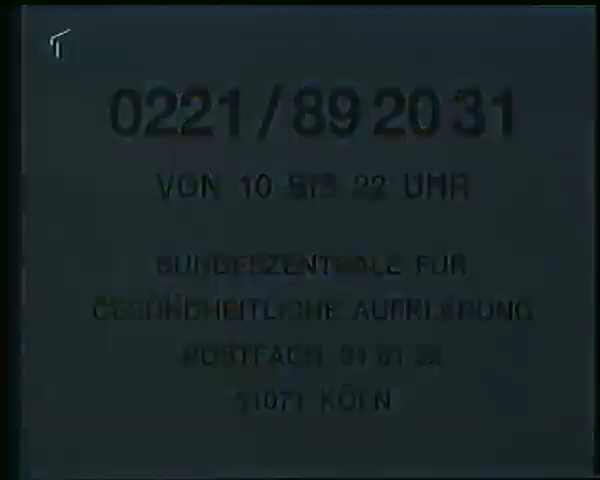 0221/89 20 31
VON 10 BIS 22 UHR
BUNDESZENTRALE FÜR
GESUNDHEITLICHE AUFKLÄRUNG
POSTFACH
51071 KÖLN